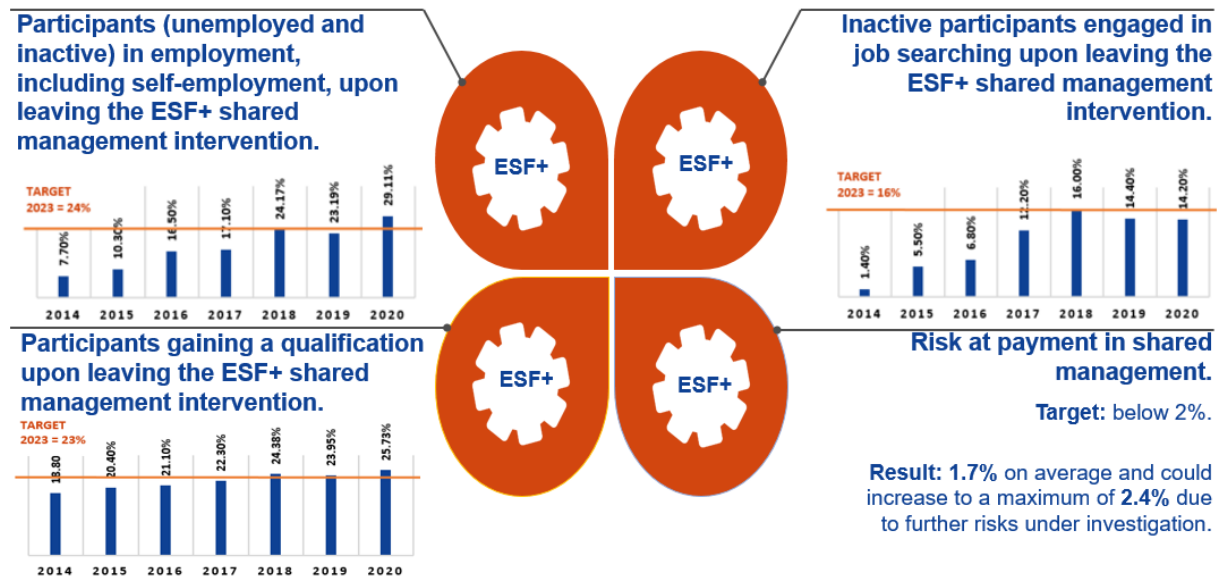 Participants (unemployed and
inactive) in employment,
including self-employment, upon
leaving the ESF+ shared
management intervention.
TARGET
2023 = 24%
7.70%
10.30%
16.50%
17.10%
24.17%
23.19%
29.11%
2014 2015 2016 2017 2018 2019 2020
ESF+
ESF+
Inactive participants engaged in
job searching upon leaving the
ESF+ shared management
intervention.
TARGET
2023 = 16%
1.40%
5.50%
6.80%
12.20%
16.00%
14.40%
14.20%
2014 2015 2016 2017 2018 2019 2020
Participants gaining a qualification
upon leaving the ESF+ shared
management intervention.
TARGET
2023 = 23%
18.80
20.40%
21.10%
22.30%
24.38%
23.95%
25.73%
2014 2015 2016 2017 2018 2019 2020
ESF+
ESF+
Risk at payment in shared
management.
Target: below 2%.
Result: 1.7% on average and could
increase to a maximum of 2.4% due
to further risks under investigation.